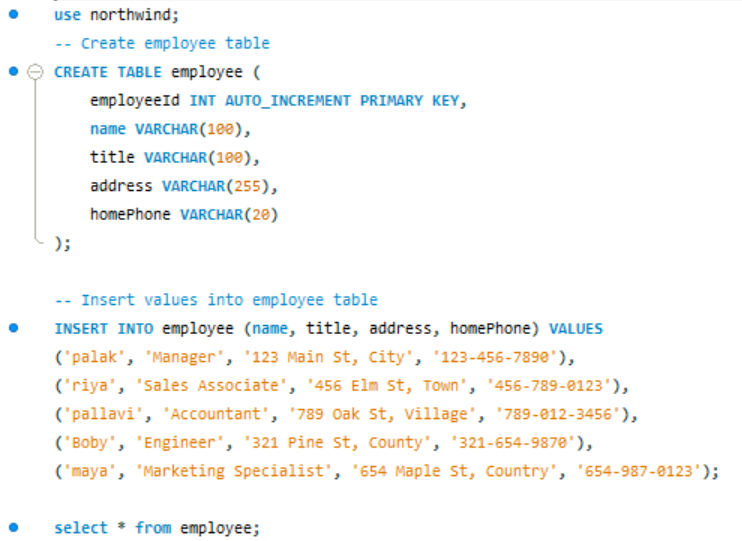 use northwind;
-- Create employee table
CREATE TABLE employee (
employeeId INT AUTO_INCREMENT PRIMARY KEY,
name VARCHAR(100),
title VARCHAR(100),
address VARCHAR(255),
homePhone VARCHAR(20)
);
-- Insert values into employee table
INSERT INTO employee (name, title, address, homePhone) VALUES
('palak', 'Manager', '123 Main St, City', '123-456-7890'),
('riya', 'Sales Associate', '456 Elm St, Town', '456-789-0123'),
('pallavi', 'Accountant', '789 Oak St, Village', '789-012-3456'),
('Boby', 'Engineer', '321 Pine St, County', '321-654-9870'),
('maya', 'Marketing Specialist', '654 Maple St, Country', '654-987-0123');
select * from employee;